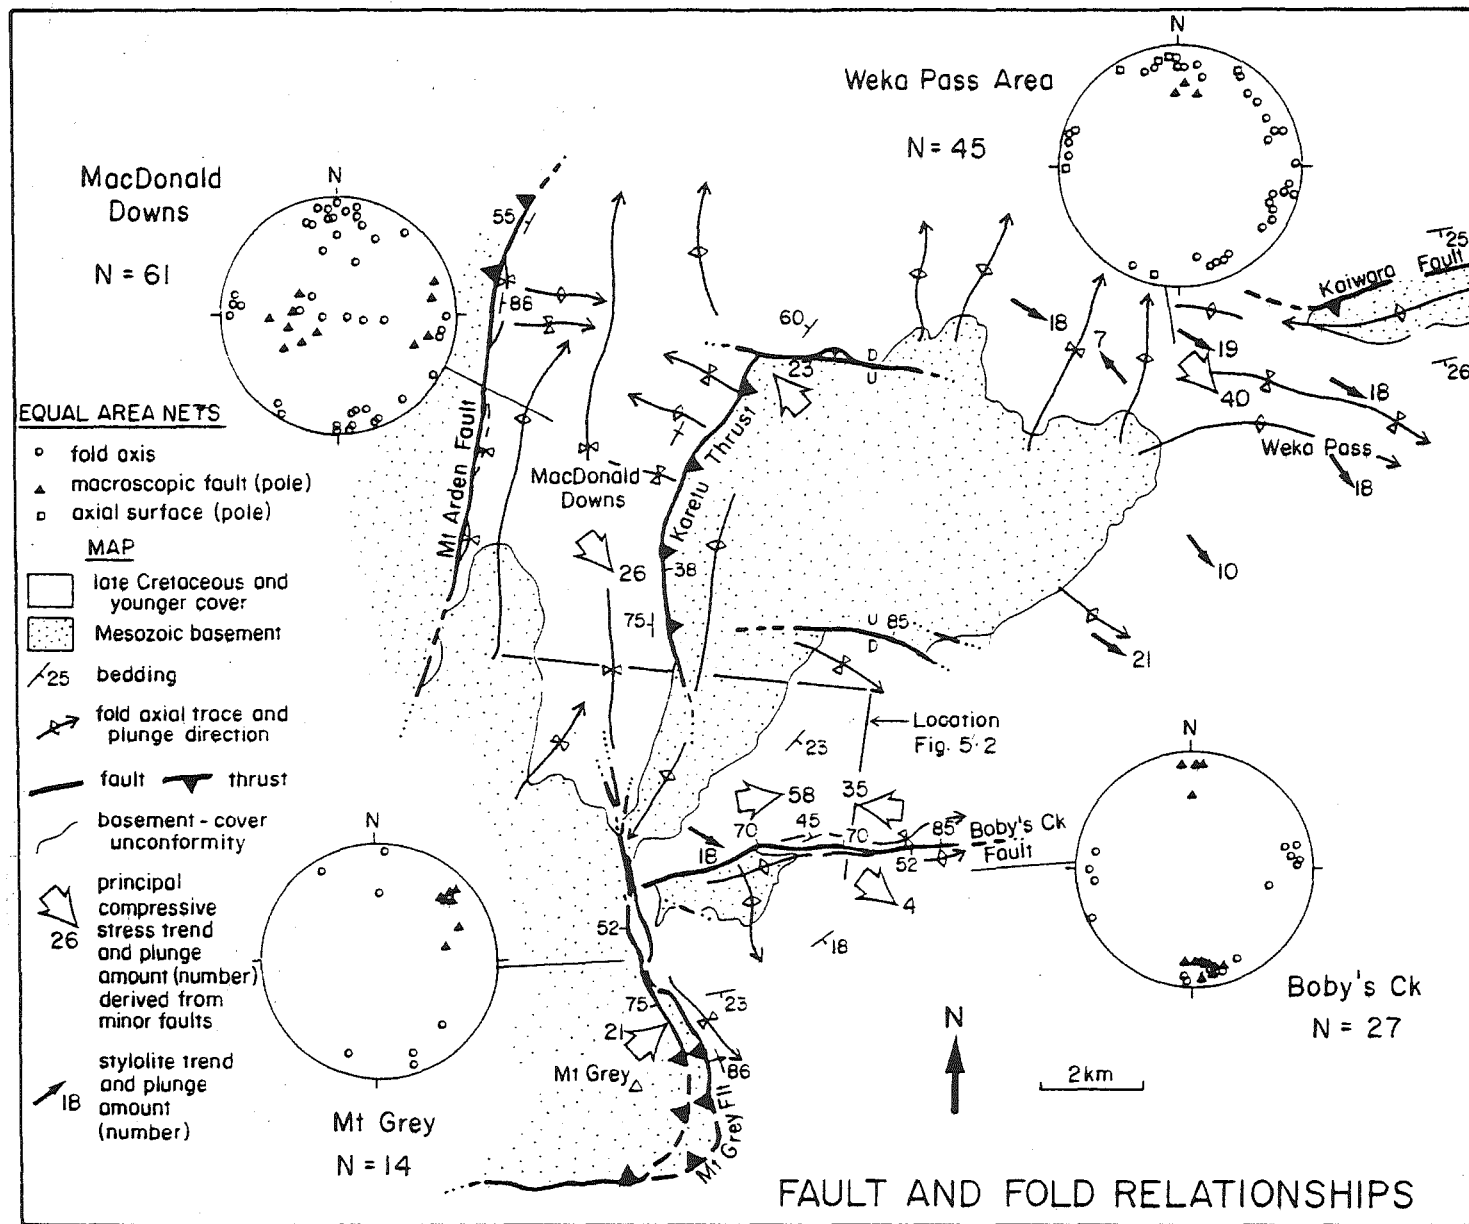 N
Weka Pass Area
N = 45
MacDonald
Downs
N
N = 61
EQUAL AREA NETS
fold axis
macroscopic fault (pole)
axial surface (pole)
MAP
late Cretaceous and
younger cover
Mesozoic basement
25 bedding
fold axial trace and
plunge direction
fault thrust
basement - cover
unconformity
principal
compressive
stress trend
and plunge
amount (number)
derived from
minor faults
26
stylolite trend
and plunge
amount
(number)
18
55
86
Mt Arden Fault
MacDonald
Downs
60
23
D
U
Karetu Thrust
26
38
75
U 85
D
18
7
19
40
18
25
Kaiwara Fault
26
Weka Pass
18
10
21
Location
Fig. 5·2
23
58
35
70
45
70
85
52
18
4
18
Boby's Ck
Fault
N
Boby's Ck
N = 27
N
Mt Grey
N = 14
52
75
23
21
86
Mt Grey
Mt Grey Flt
N
2km
FAULT AND FOLD RELATIONSHIPS